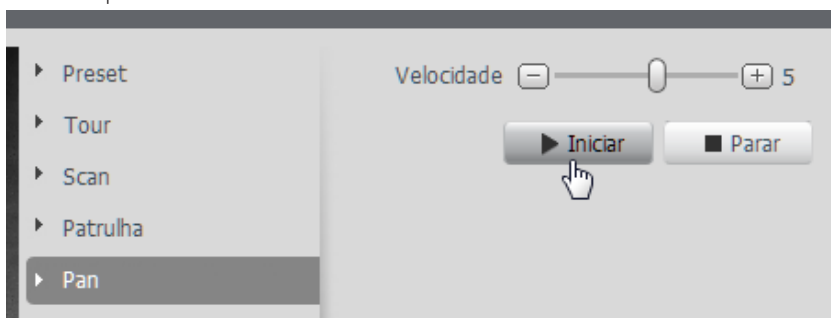 Preset
Tour
Scan
Patrulha
Pan
Velocidade 5
Iniciar Parar